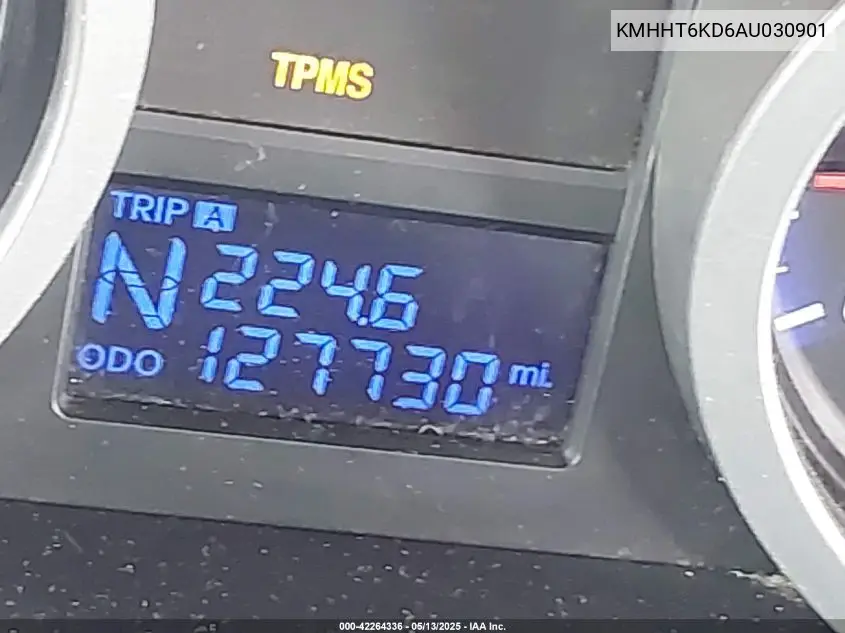 KMHHT6KD6AU030901
TPMS
TRIP A
N 224.6
ODO 127730 mi.
000-42264336 - 05/13/2025 - IAA Inc.